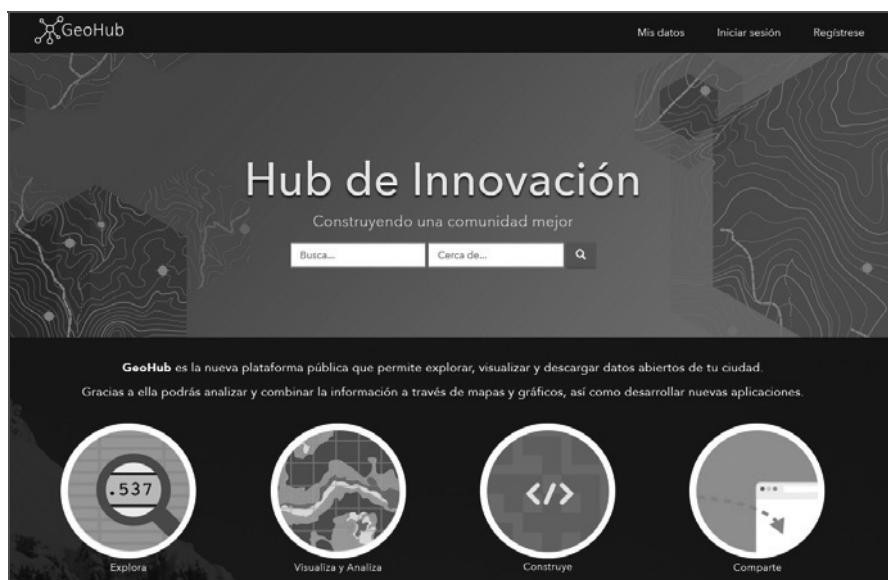 GeoHub
Mis datos Iniciar sesión Regístrese
Hub de Innovación
Construyendo una comunidad mejor
Busca... Cerca de...
GeoHub es la nueva plataforma pública que permite explorar, visualizar y descargar datos abiertos de tu ciudad.
Gracias a ella podrás analizar y combinar la información a través de mapas y gráficos, así como desarrollar nuevas aplicaciones.
.537
</>
Explora Visualiza y Analiza Construye Comparte